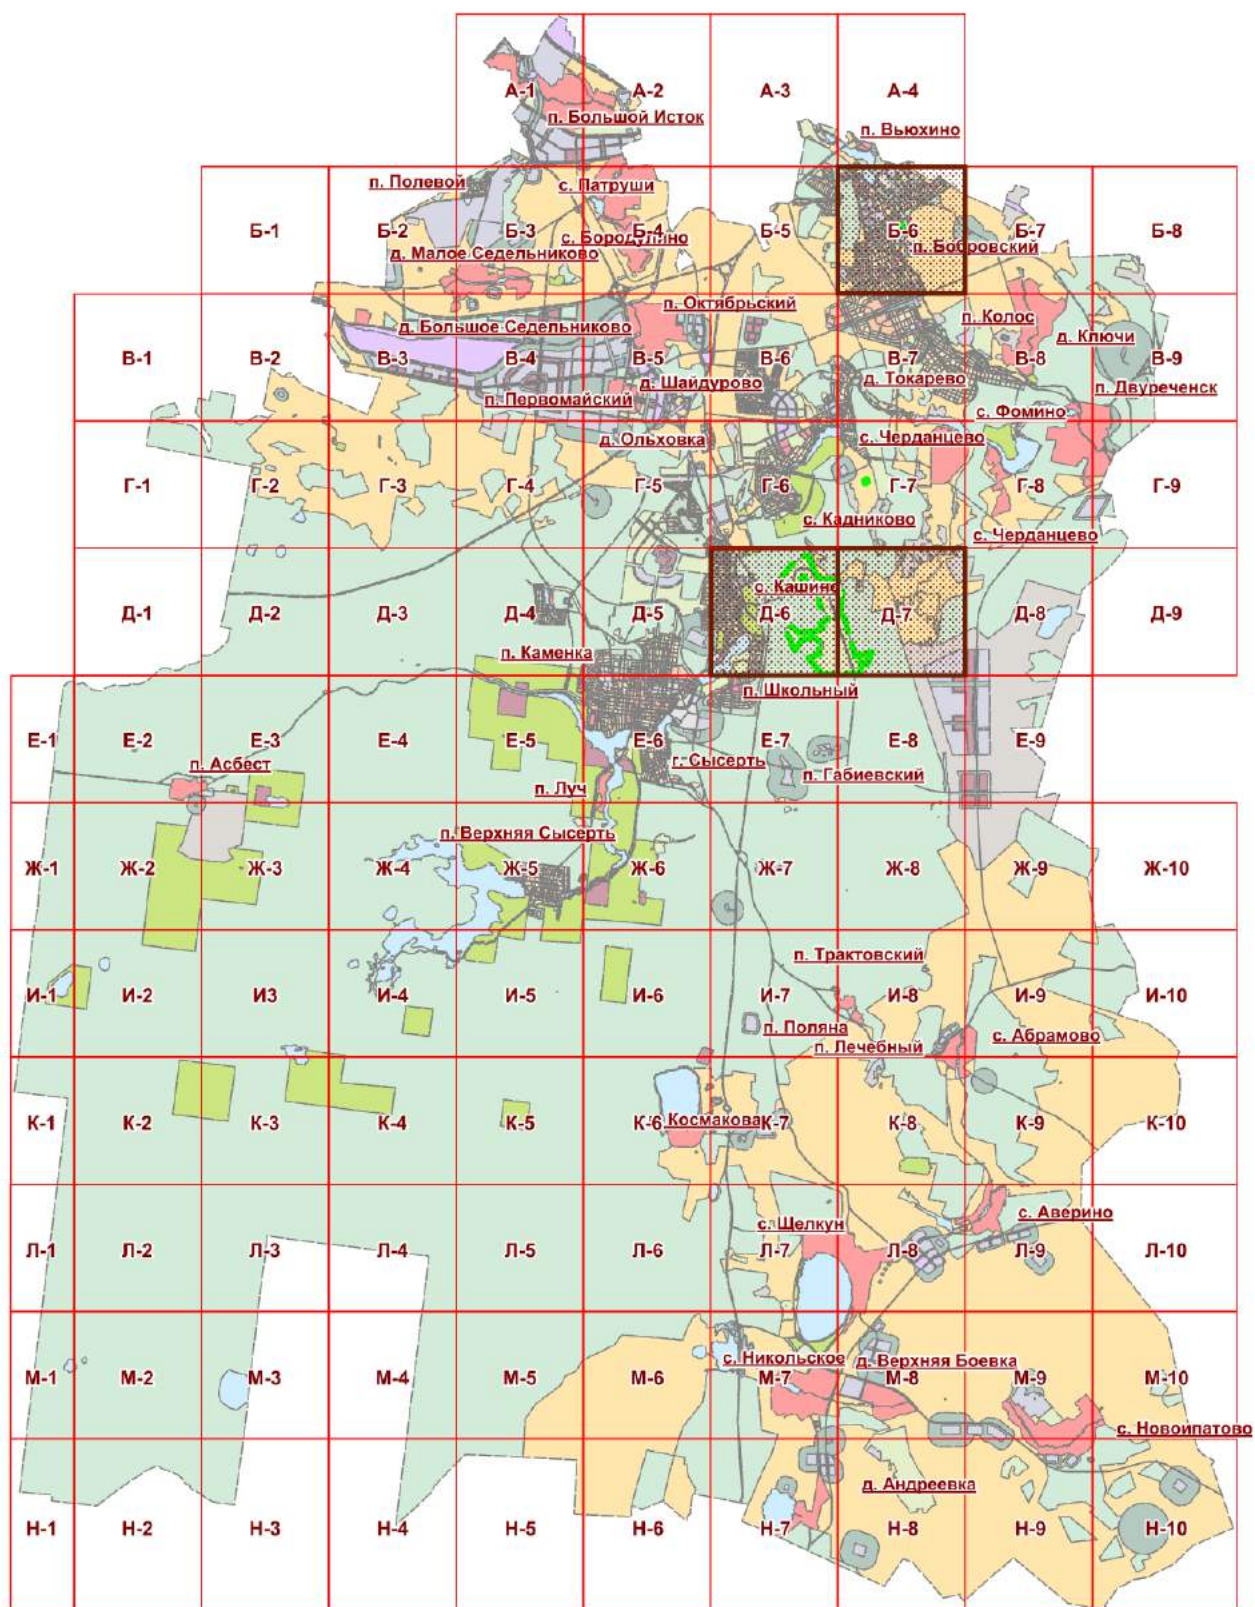 А-1 А-2 А-3 А-4
п. Большой Исток
п. Вьюхино
п. Полевой
с. Патруши
Б-1 Б-2 Б-3 Б-4 Б-5 Б-6 Б-7 Б-8
с. Бородулино
п. Бобровский
д. Малое Седельниково
п. Октябрьский
п. Колос
д. Большое Седельниково
д. Ключи
В-1 В-2 В-3 В-4 В-5 В-6 В-7 В-8 В-9
д. Шайдурово
д. Токарево
п. Двуреченск
п. Первомайский
с. Фомино
д. Ольховка
с. Черданцево
Г-1 Г-2 Г-3 Г-4 Г-5 Г-6 Г-7 Г-8 Г-9
с. Кадниково
с. Черданцево
с. Кашино
Д-1 Д-2 Д-3 Д-4 Д-5 Д-6 Д-7 Д-8 Д-9
п. Каменка
п. Школьный
Е-1 Е-2 Е-3 Е-4 Е-5 Е-6 Е-7 Е-8 Е-9
п. Асбест
г. Сысерть
п. Габиевский
п. Луч
п. Верхняя Сысерть
Ж-1 Ж-2 Ж-3 Ж-4 Ж-5 Ж-6 Ж-7 Ж-8 Ж-9 Ж-10
п. Трактовский
И-1 И-2 И3 И-4 И-5 И-6 И-7 И-8 И-9 И-10
п. Поляна
с. Абрамово
п. Лечебный
К-1 К-2 К-3 К-4 К-5 К-6 Космакова К-7 К-8 К-9 К-10
с. Аверино
с. Щелкун
Л-1 Л-2 Л-3 Л-4 Л-5 Л-6 Л-7 Л-8 Л-9 Л-10
с. Никольское
д. Верхняя Боевка
М-1 М-2 М-3 М-4 М-5 М-6 М-7 М-8 М-9 М-10
с. Новоипатово
д. Андреевка
Н-1 Н-2 Н-3 Н-4 Н-5 Н-6 Н-7 Н-8 Н-9 Н-10